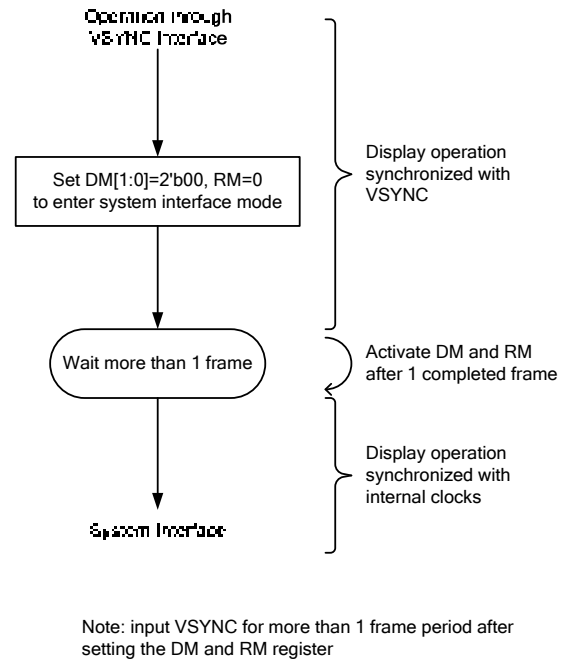 Operation through
VSYNC Interface
Set DM[1:0]=2'b00, RM=0
to enter system interface mode
Display operation
synchronized with
VSYNC
Wait more than 1 frame
Activate DM and RM
after 1 completed frame
Display operation
synchronized with
internal clocks
System Interface
Note: input VSYNC for more than 1 frame period after
setting the DM and RM register